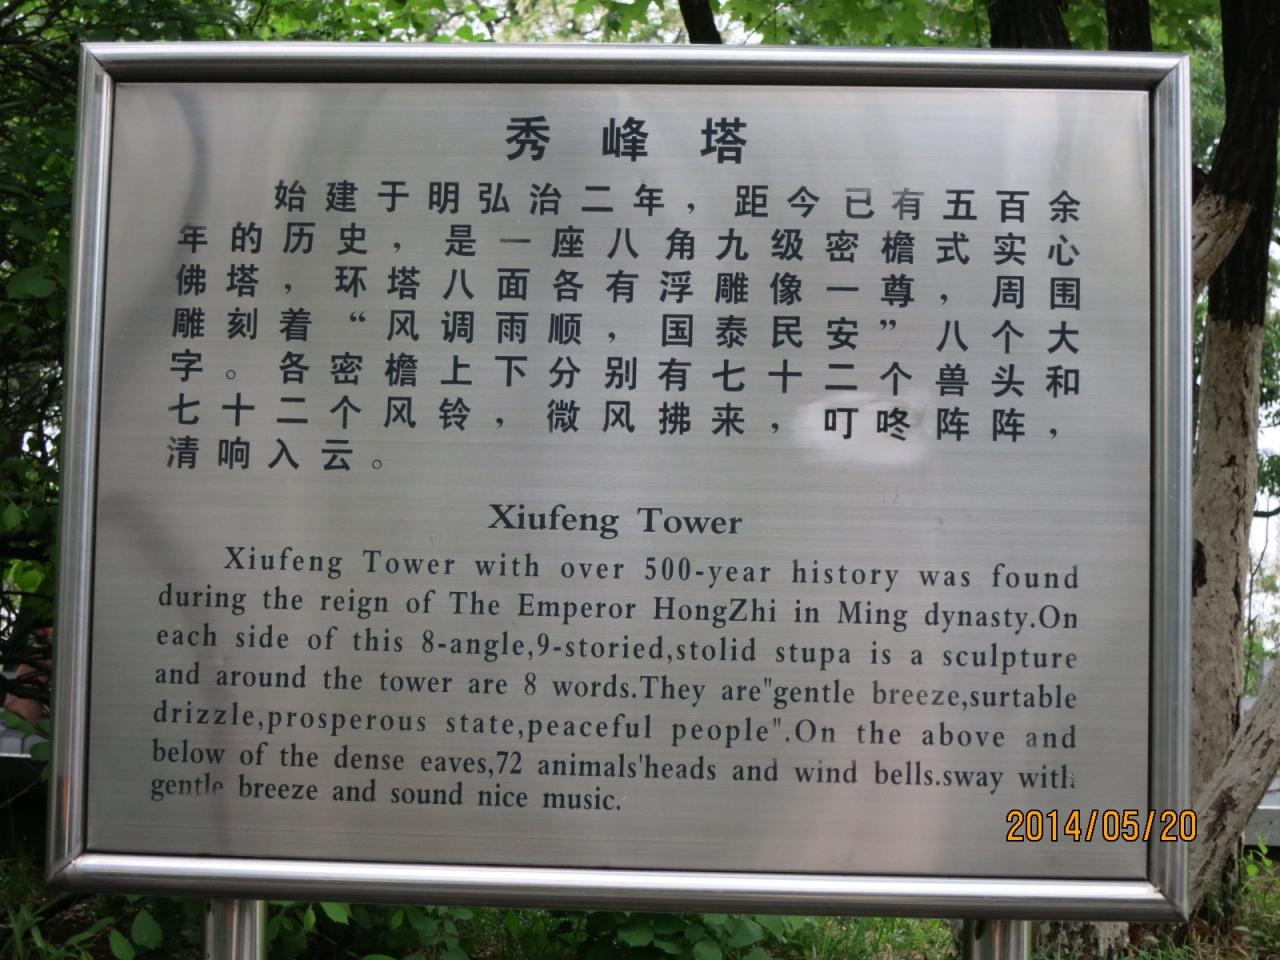 秀峰塔
始建于明弘治二年，距今已有五百余
年的历史，是一座八角九级密檐式实心
佛塔，环塔八面各有浮雕像一尊，周围
雕刻着“风调雨顺，国泰民安”八个大
字。各密檐上下分别有七十二个兽头和
七十二个风铃，微风拂来，叮咚阵阵，
清响入云。
Xiufeng Tower
Xiufeng Tower with over 500-year history was found
during the reign of The Emperor HongZhi in Ming dynasty.On
each side of this 8-angle,9-storied,stolid stupa is a sculpture
and around the tower are 8 words.They are"gentle breeze,surtable
drizzle,prosperous state,peaceful people".On the above and
below of the dense eaves,72 animals'heads and wind bells.sway with
gentle breeze and sound nice music.
2014/05/20